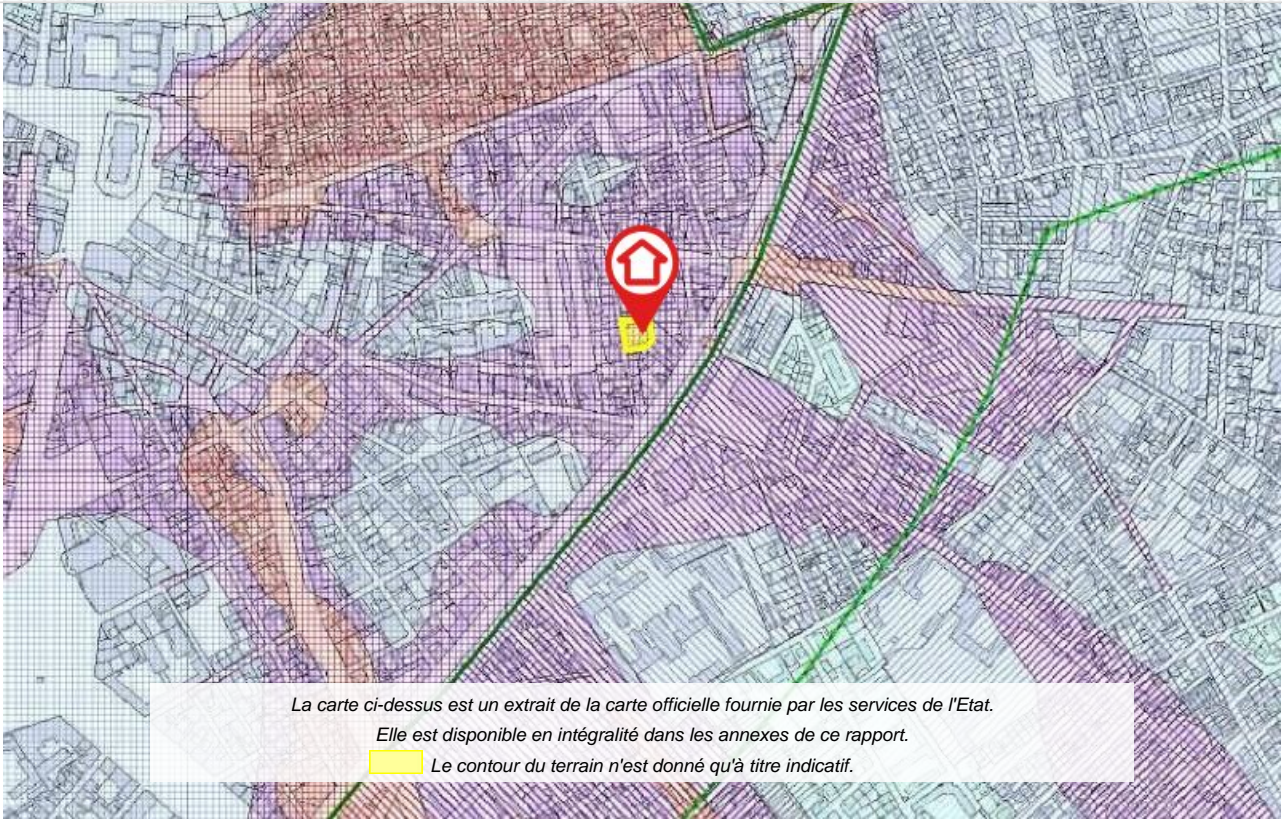 La carte ci-dessus est un extrait de la carte officielle fournie par les services de l'Etat.
Elle est disponible en intégralité dans les annexes de ce rapport.
Le contour du terrain n'est donné qu'à titre indicatif.